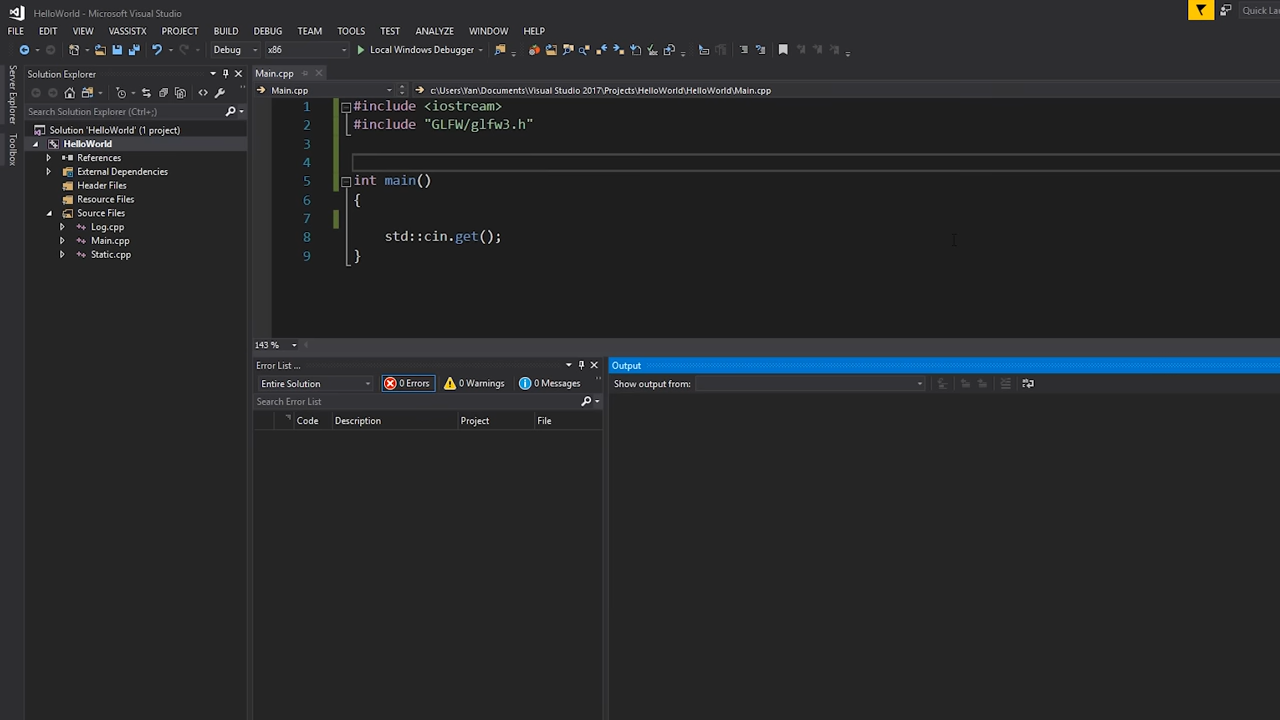 HelloWorld - Microsoft Visual Studio
Quick La
FILE EDIT VIEW VASSISTX PROJECT BUILD DEBUG TEAM TOOLS TEST ANALYZE WINDOW HELP
Debug x86 Local Windows Debugger
Server Explorer
Toolbox
Solution Explorer
Search Solution Explorer (Ctrl+;)
Solution 'HelloWorld' (1 project)
HelloWorld
References
External Dependencies
Header Files
Resource Files
Source Files
Log.cpp
Main.cpp
Static.cpp
Main.cpp
Main.cpp c:\Users\Yan\Documents\Visual Studio 2017\Projects\HelloWorld\HelloWorld\Main.cpp
1 #include <iostream>
2 #include "GLFW/glfw3.h"
3
4
5 int main()
6 {
7
8 std::cin.get();
9 }
143 %
Error List ...
Entire Solution 0 Errors 0 Warnings 0 Messages
Search Error List
Code Description Project File
Output
Show output from: